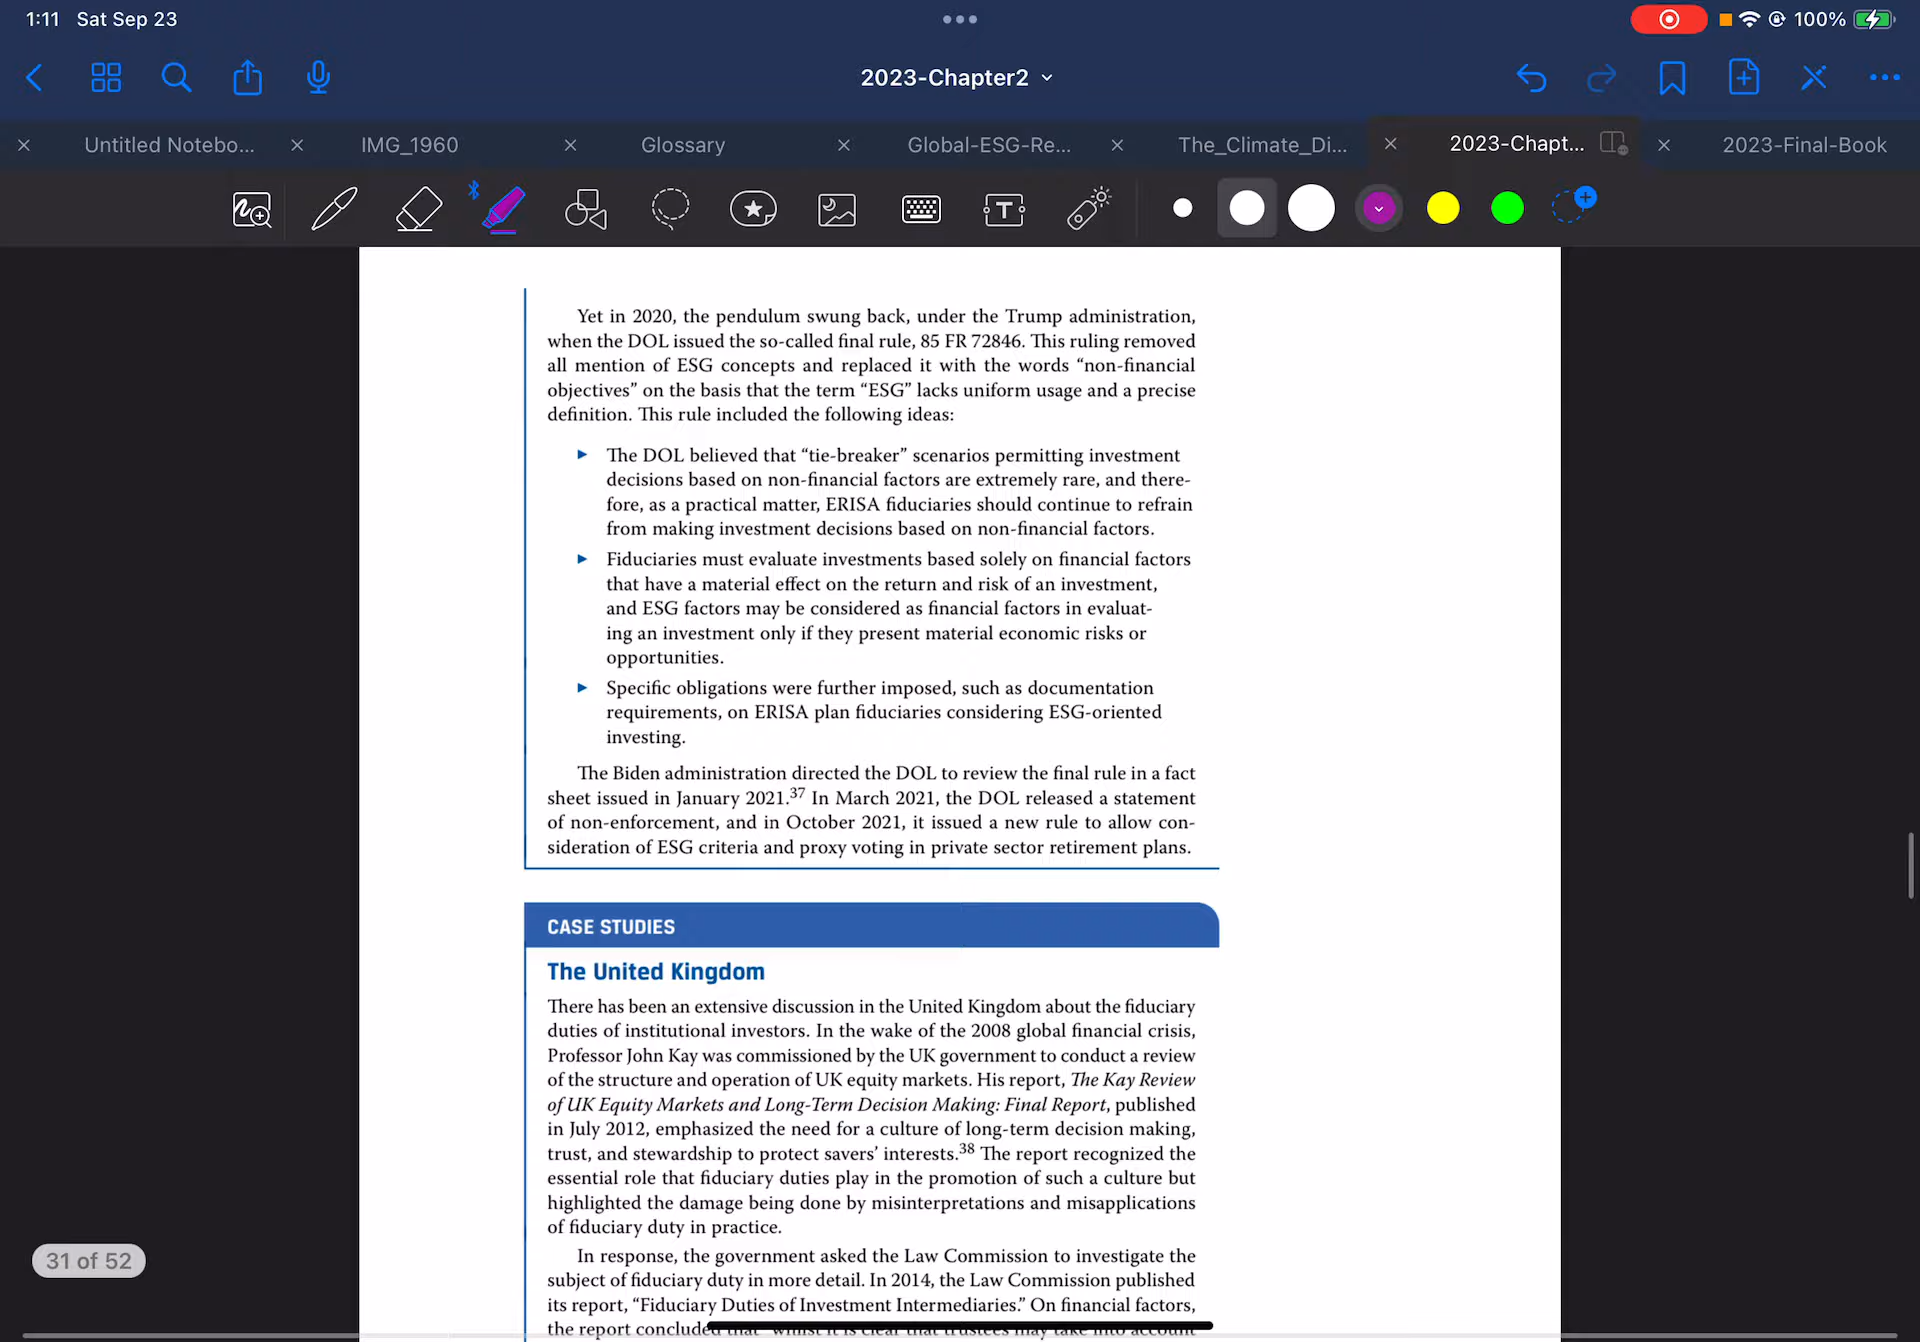 1:11 Sat Sep 23
100%
2023-Chapter2
Untitled Notebo...
IMG_1960
Glossary
Global-ESG-Re...
The_Climate_Di...
2023-Chapt...
2023-Final-Book
Yet in 2020, the pendulum swung back, under the Trump administration,
when the DOL issued the so-called final rule, 85 FR 72846. This ruling removed
all mention of ESG concepts and replaced it with the words “non-financial
objectives” on the basis that the term “ESG” lacks uniform usage and a precise
definition. This rule included the following ideas:
The DOL believed that “tie-breaker” scenarios permitting investment
decisions based on non-financial factors are extremely rare, and there-
fore, as a practical matter, ERISA fiduciaries should continue to refrain
from making investment decisions based on non-financial factors.
Fiduciaries must evaluate investments based solely on financial factors
that have a material effect on the return and risk of an investment,
and ESG factors may be considered as financial factors in evaluat-
ing an investment only if they present material economic risks or
opportunities.
Specific obligations were further imposed, such as documentation
requirements, on ERISA plan fiduciaries considering ESG-oriented
investing.
The Biden administration directed the DOL to review the final rule in a fact
sheet issued in January 2021.37 In March 2021, the DOL released a statement
of non-enforcement, and in October 2021, it issued a new rule to allow con-
sideration of ESG criteria and proxy voting in private sector retirement plans.
CASE STUDIES
The United Kingdom
There has been an extensive discussion in the United Kingdom about the fiduciary
duties of institutional investors. In the wake of the 2008 global financial crisis,
Professor John Kay was commissioned by the UK government to conduct a review
of the structure and operation of UK equity markets. His report, The Kay Review
of UK Equity Markets and Long-Term Decision Making: Final Report, published
in July 2012, emphasized the need for a culture of long-term decision making,
trust, and stewardship to protect savers’ interests.38 The report recognized the
essential role that fiduciary duties play in the promotion of such a culture but
highlighted the damage being done by misinterpretations and misapplications
of fiduciary duty in practice.
In response, the government asked the Law Commission to investigate the
subject of fiduciary duty in more detail. In 2014, the Law Commission published
its report, “Fiduciary Duties of Investment Intermediaries.” On financial factors,
the report concluded that “whilst it is clear that trustees may take into account
31 of 52